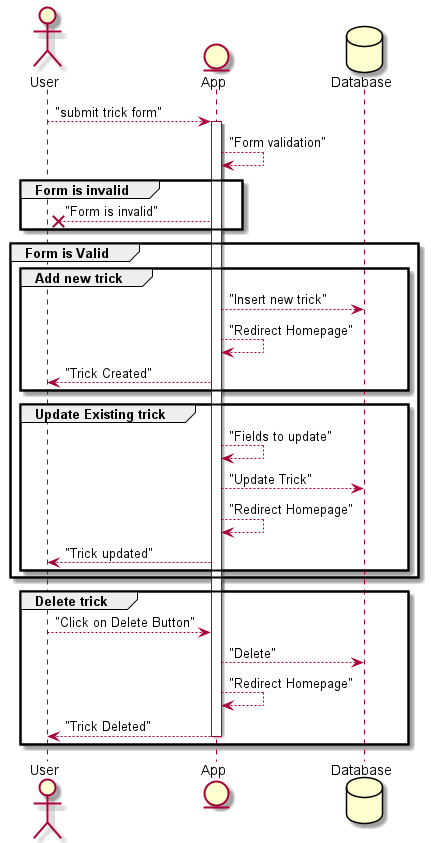 User
App
Database
"submit trick form"
"Form validation"
Form is invalid
"Form is invalid"
Form is Valid
Add new trick
"Insert new trick"
"Redirect Homepage"
"Trick Created"
Update Existing trick
"Fields to update"
"Update Trick"
"Redirect Homepage"
"Trick updated"
Delete trick
"Click on Delete Button"
"Delete"
"Redirect Homepage"
"Trick Deleted"
User
App
Database